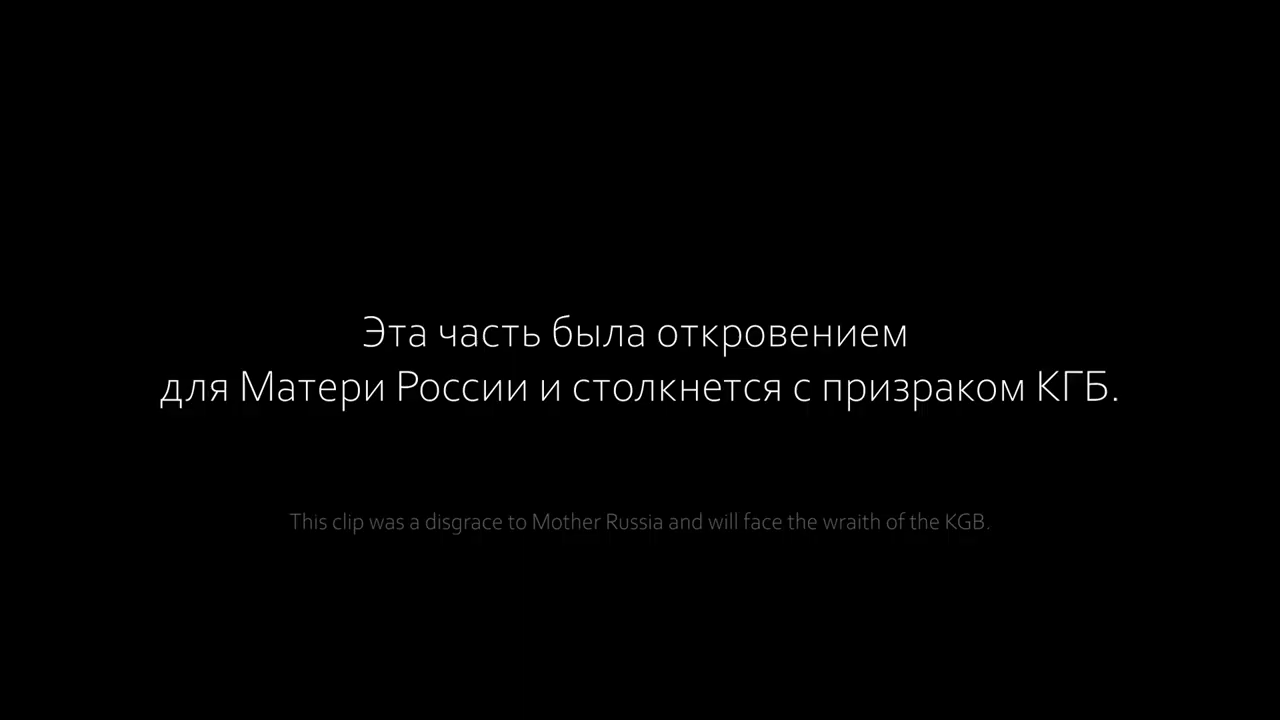 Эта часть была откровением
для Матери России и столкнется с призраком КГБ.
This clip was a disgrace to Mother Russia and will face the wraith of the KGB.